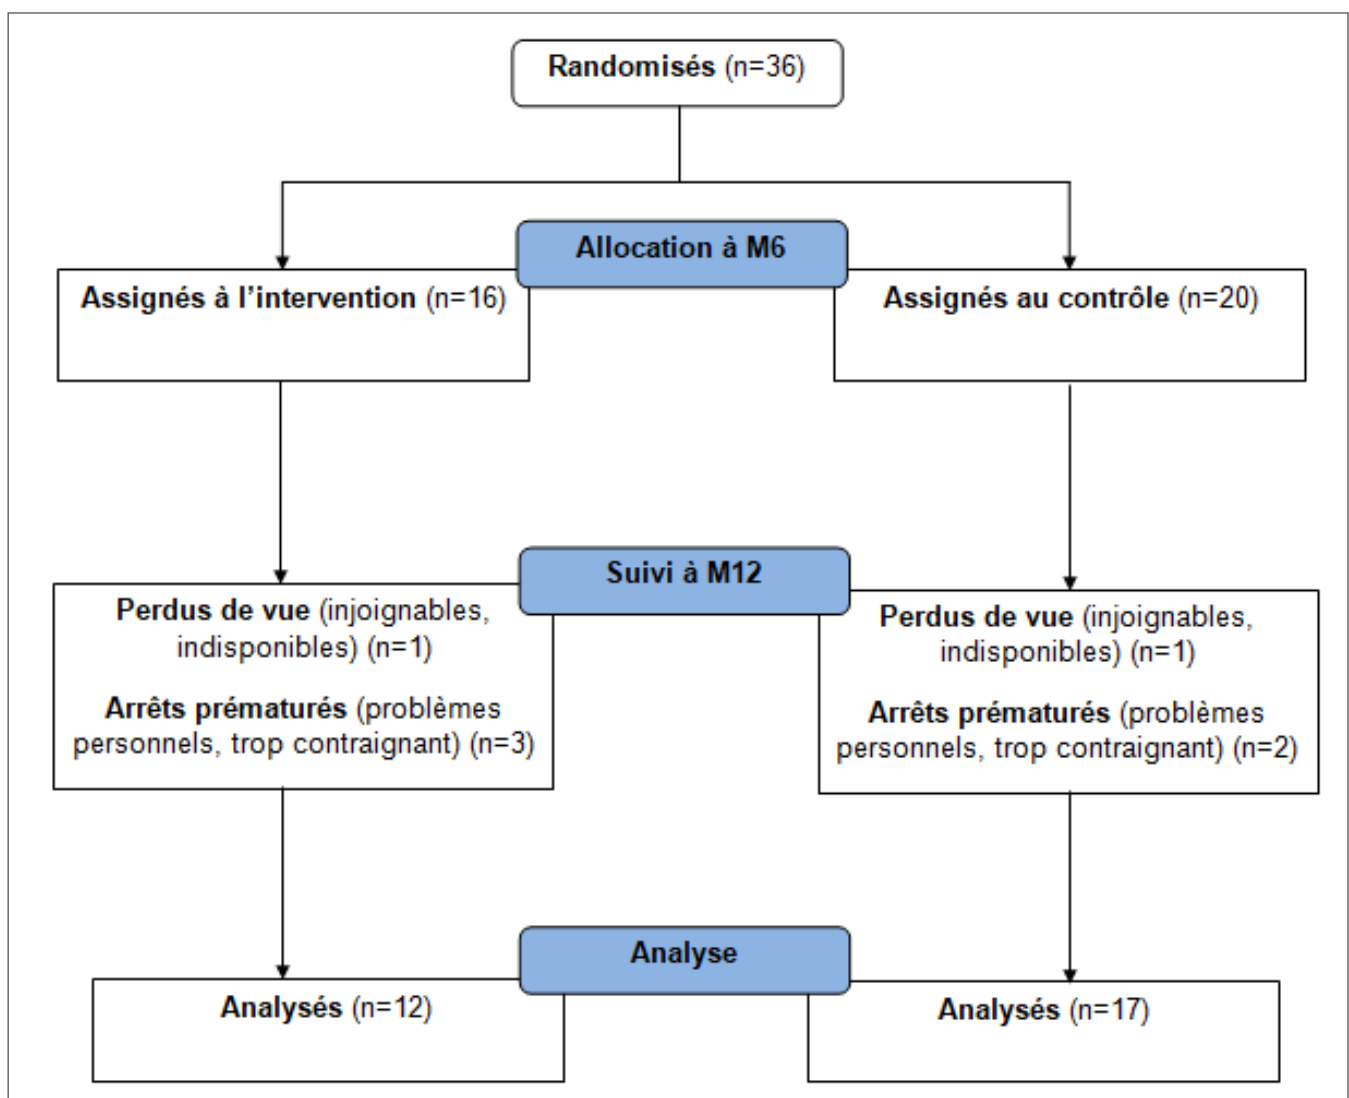 Randomisés (n=36)
Allocation à M6
Assignés à l’intervention (n=16)
Assignés au contrôle (n=20)
Suivi à M12
Perdus de vue (injoignables,
indisponibles) (n=1)
Arrêts prématurés (problèmes
personnels, trop contraignant) (n=3)
Perdus de vue (injoignables,
indisponibles) (n=1)
Arrêts prématurés (problèmes
personnels, trop contraignant) (n=2)
Analyse
Analysés (n=12)
Analysés (n=17)